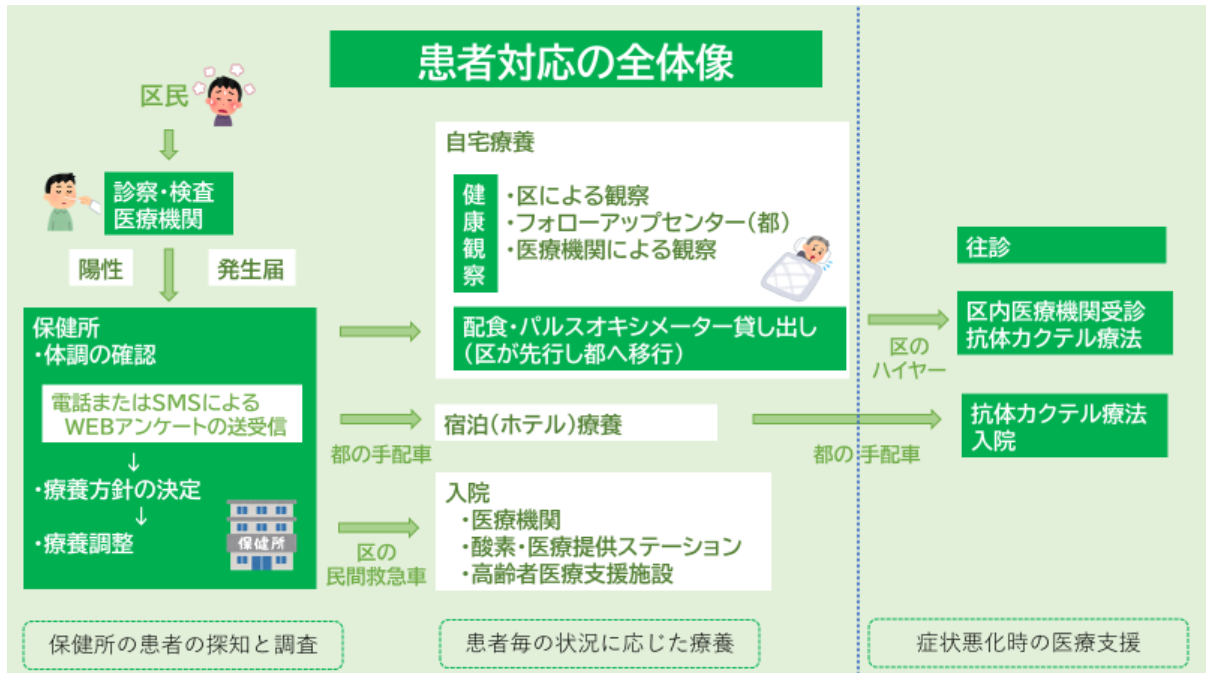 患者対応の全体像
区民
診察・検査
医療機関
陽性
発生届
保健所
・体調の確認
電話またはSMSによる
WEBアンケートの送受信
↓
・療養方針の決定
↓
・療養調整
保健所
都の手配車
区の
民間救急車
自宅療養
健康観察
・区による観察
・フォローアップセンター(都)
・医療機関による観察
配食・パルスオキシメーター貸し出し
(区が先行し都へ移行)
宿泊(ホテル)療養
入院
・医療機関
・酸素・医療提供ステーション
・高齢者医療支援施設
区の
ハイヤー
都の手配車
往診
区内医療機関受診
抗体カクテル療法
抗体カクテル療法
入院
保健所の患者の探知と調査
患者毎の状況に応じた療養
症状悪化時の医療支援